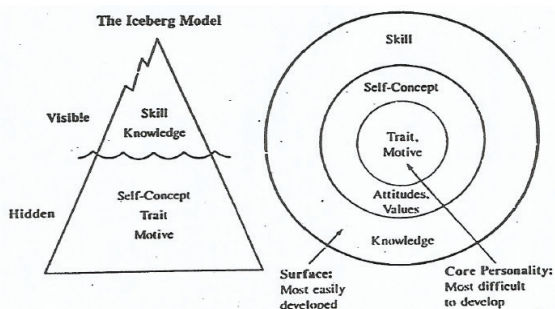 The Iceberg Model
Visible
Skill
Knowledge
Hidden
Self-Concept
Trait
Motive
Skill
Self-Concept
Trait,
Motive
Attitudes,
Values
Knowledge
Surface:
Most easily
developed
Core Personality:
Most difficult
to develop